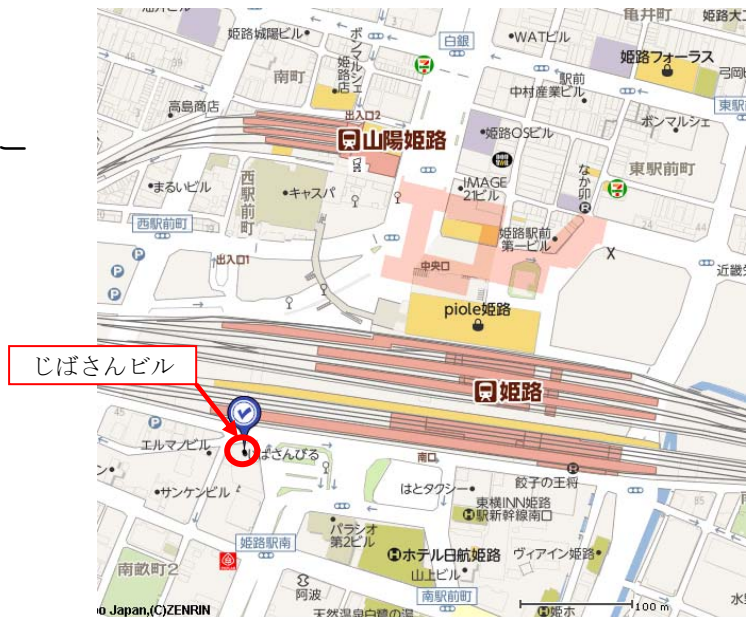 亀井町
姫路城陽ビル
白銀
WATビル
姫路フォーラス
南町
ボンマルシェ
姫路店
駅前
中村産業ビル
東駅
高島商店
出入口2
山陽姫路
姫路OSビル
ボンマルシェ
東駅前町
まるいビル
西駅前町
キャスパ
IMAGE
21ビル
なか卯
西駅前町
姫路駅前
第一ビル
出入口1
中央口
X
piole姫路
じばさんビル
姫路
45
エルマノビル
じばさんびる
南口
餃子の王将
サンケンビル
はとタクシー
東横INN姫路
駅新幹線南口
85
姫路駅南
パラシオ
第2ビル
ホテル日航姫路
ヴィアイン姫路
南畝町2
山上ビル
阿波
南駅前町
天然温泉白鷺の湯
100 m
Japan,(C)ZENRIN